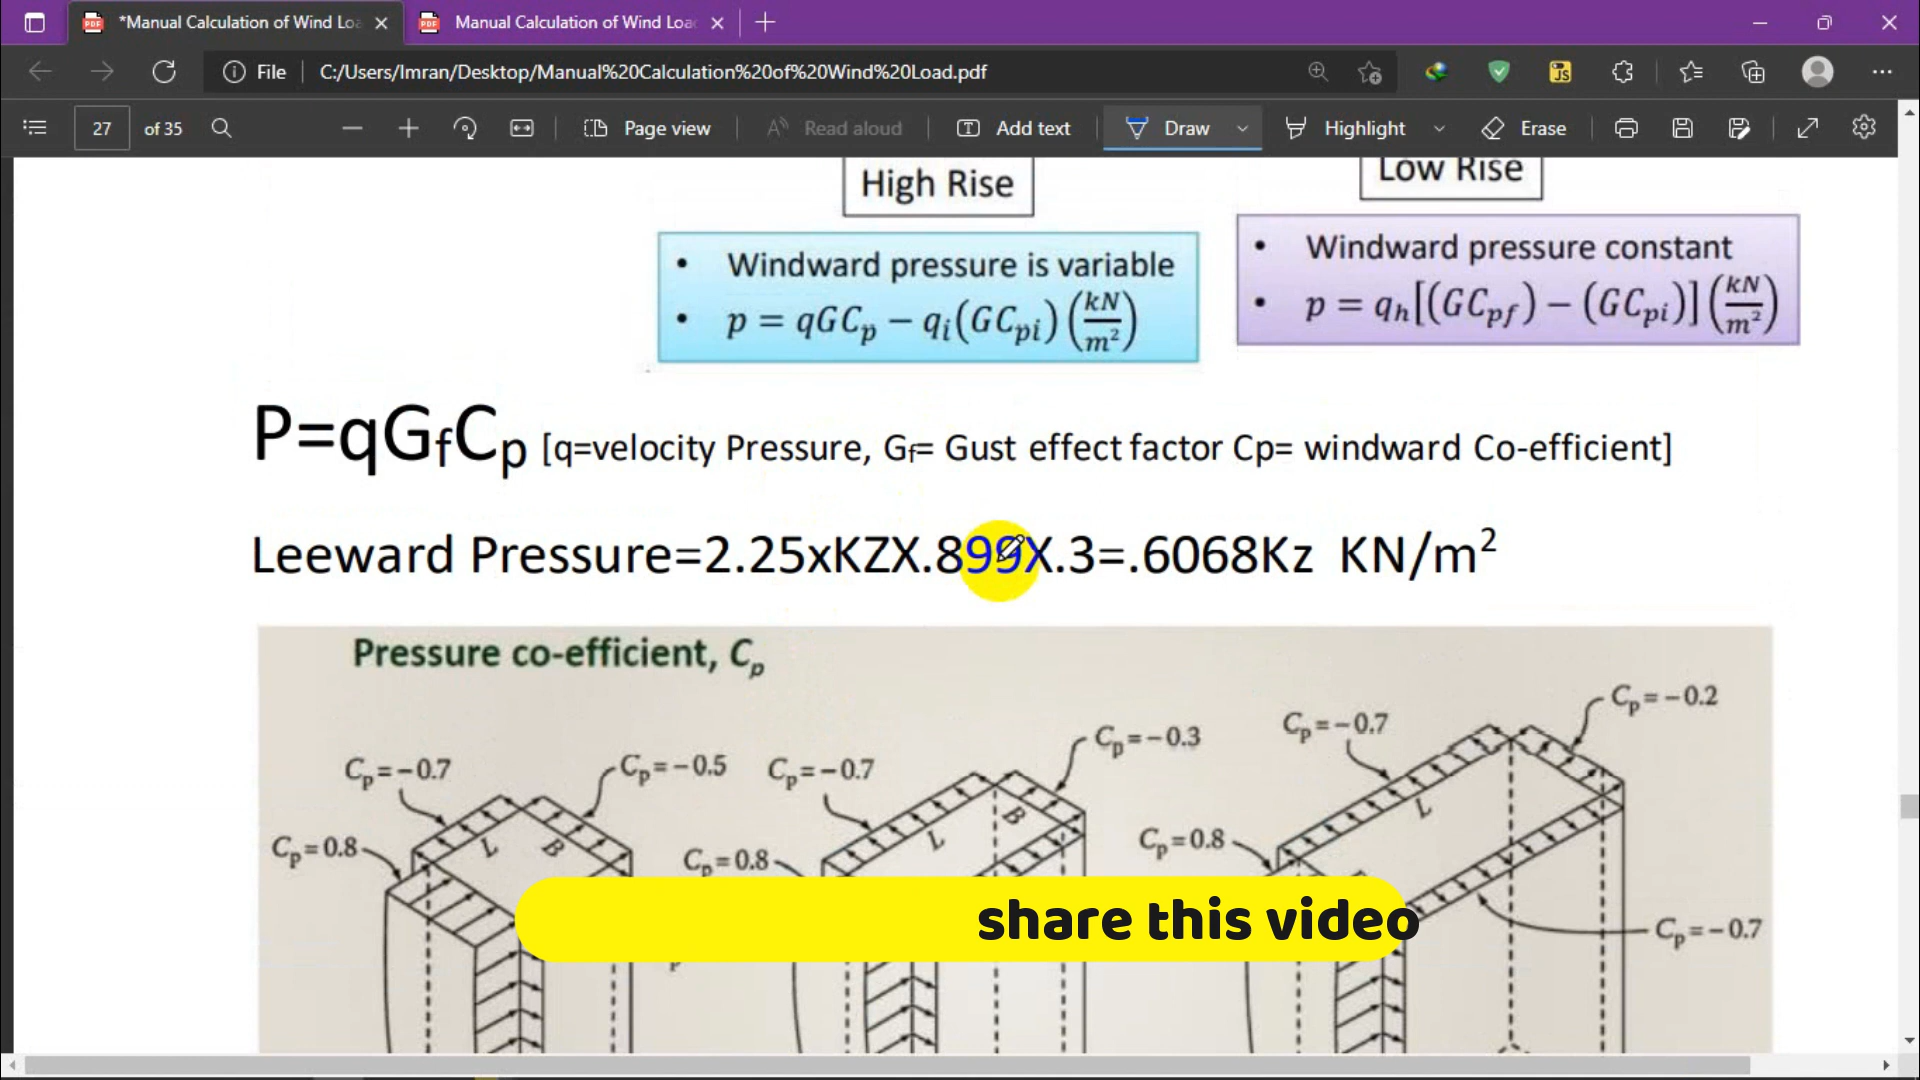 *Manual Calculation of Wind Loa
Manual Calculation of Wind Loa
File
C:/Users/Imran/Desktop/Manual%20Calculation%20of%20Wind%20Load.pdf
27 of 35
Page view
Read aloud
Add text
Draw
Highlight
Erase
High Rise
Low Rise
• Windward pressure is variable
• p = qGCp − qi(GCpi) (kN/m²)
• Windward pressure constant
• p = qh[(GCpf) − (GCpi)] (kN/m²)
P=qGfCp [q=velocity Pressure, Gf= Gust effect factor Cp= windward Co-efficient]
Leeward Pressure=2.25xKZX.899X.3=.6068Kz KN/m²
Pressure co-efficient, Cp
Cp=−0.7
Cp=−0.5
Cp=0.8
L
B
Cp=−0.7
Cp=−0.3
Cp=0.8
L
B
Cp=−0.7
Cp=−0.2
Cp=0.8
L
Cp=−0.7
share this video